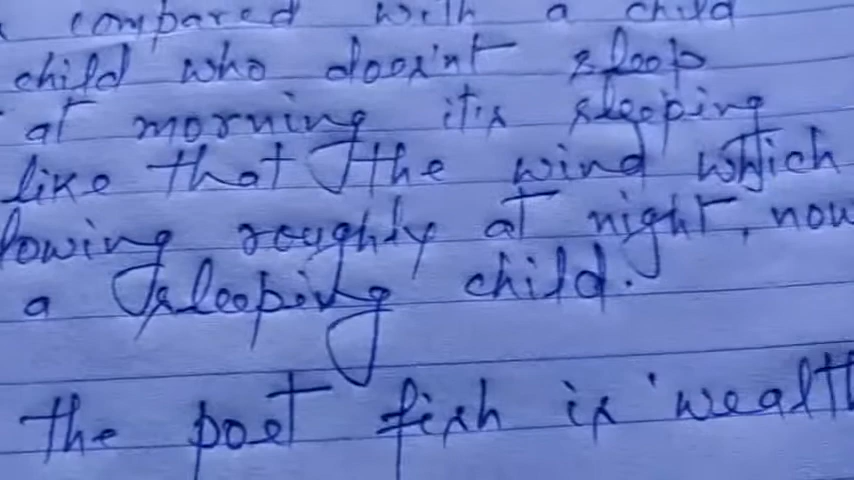 compared with a child
child who doesn't sleep
at morning it's sleeping
like that the wind which
lowing roughly at night, now
a sleeping child.
the poet fish is 'wealth